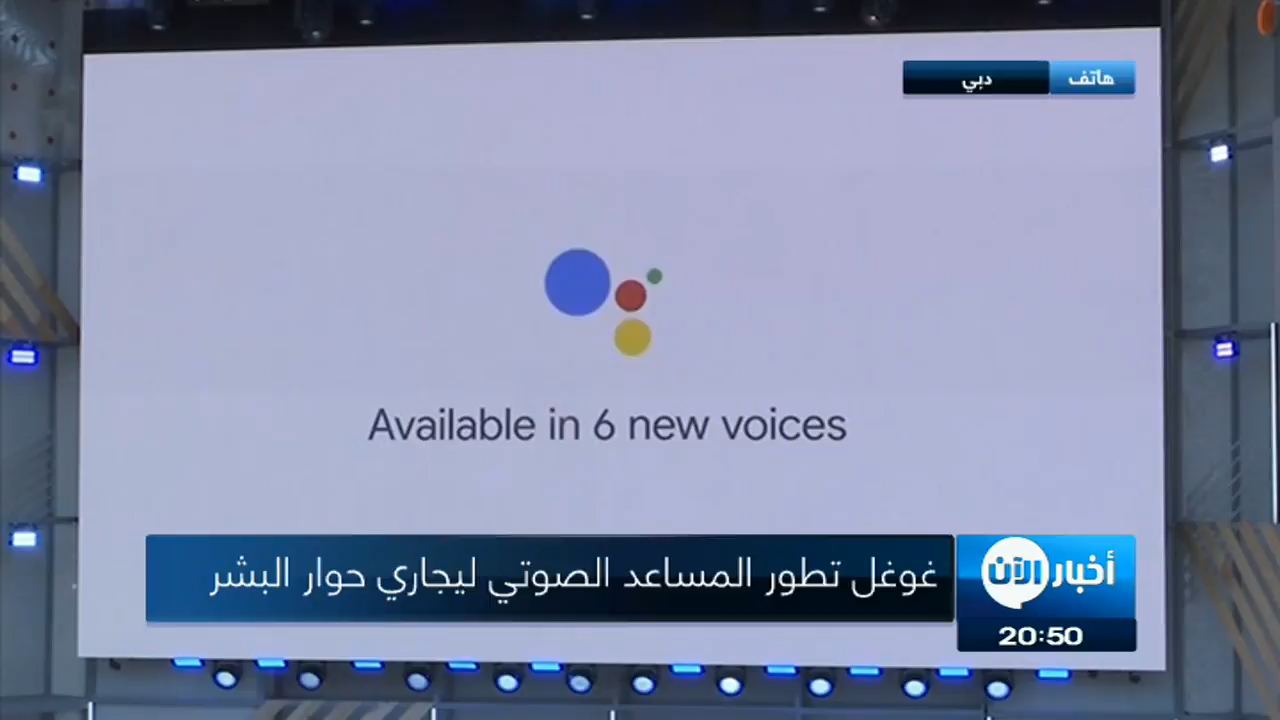 هاتف دبي
Available in 6 new voices
غوغل تطور المساعد الصوتي ليجاري حوار البشر
أخبار الآن
20:50